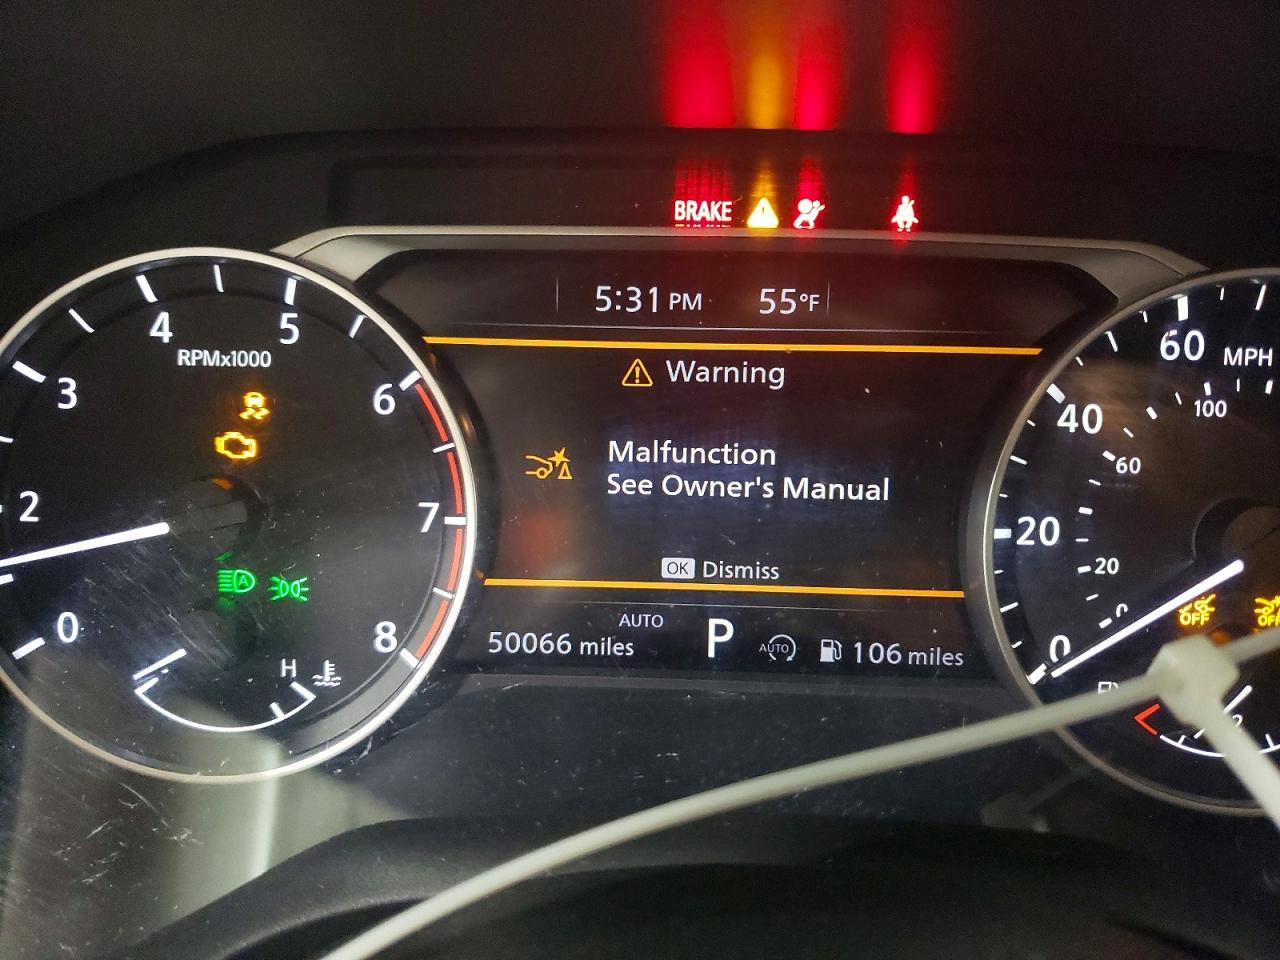 BRAKE
5:31 PM 55°F
Warning
Malfunction
See Owner's Manual
OK Dismiss
AUTO
50066 miles P AUTO 106 miles
0 2 3 4 5 6 7 8
RPMx1000
A
H
0 20 40 60
MPH
0 20 60 100
OFF OFF